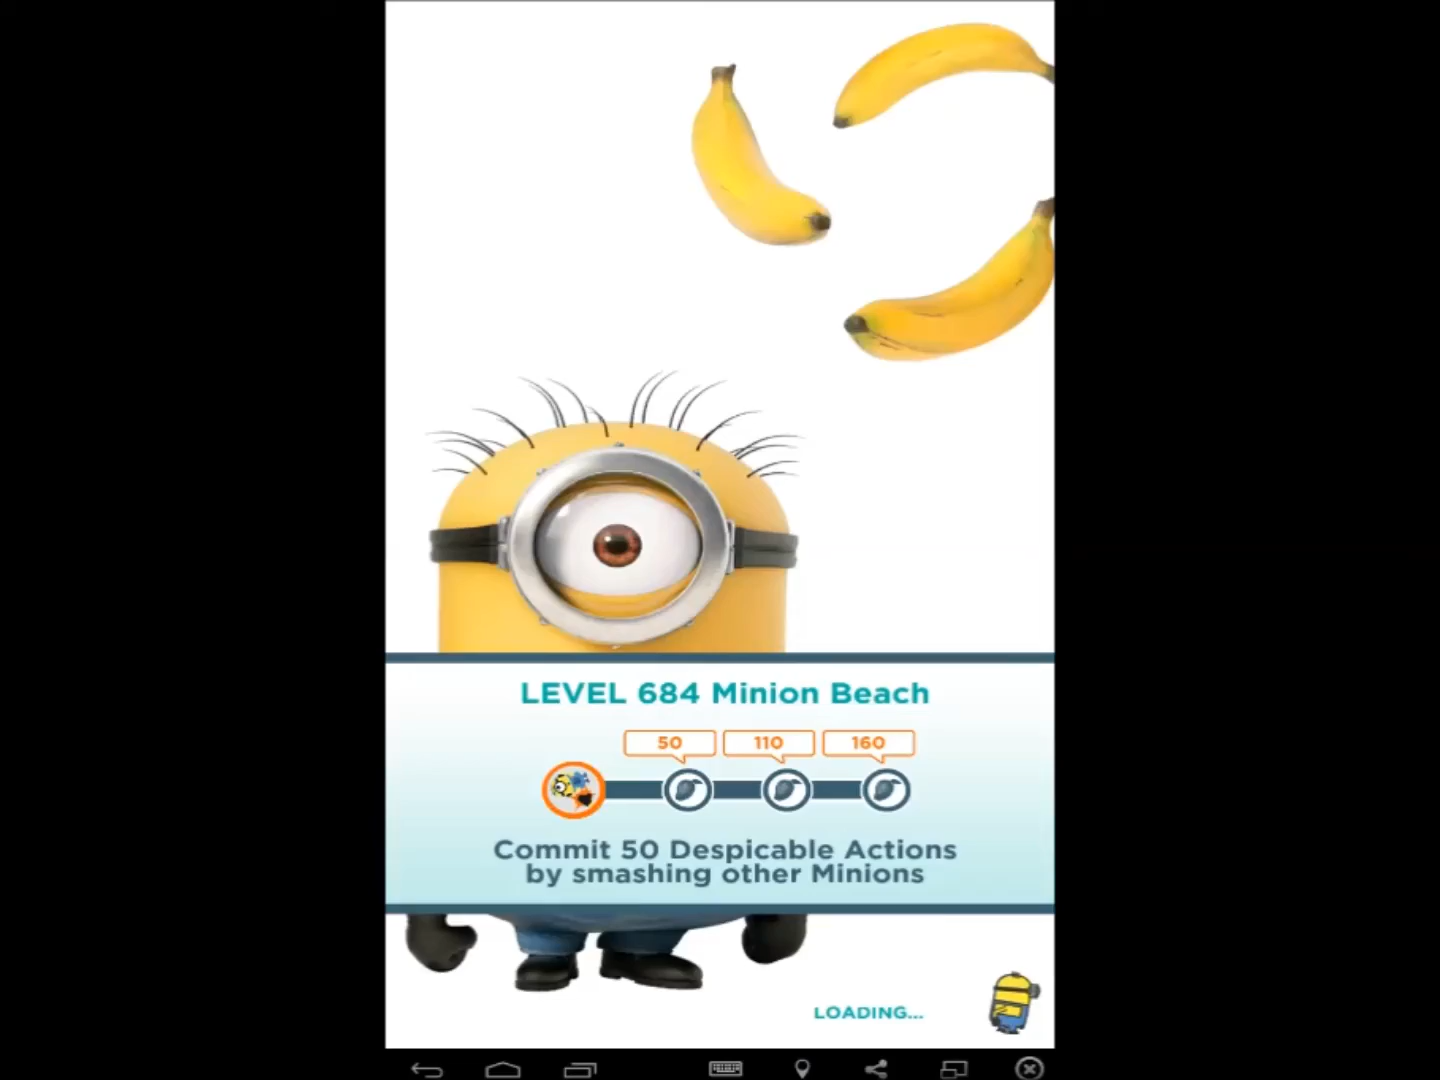 LEVEL 684 Minion Beach
50 110 160
Commit 50 Despicable Actions
by smashing other Minions
LOADING...